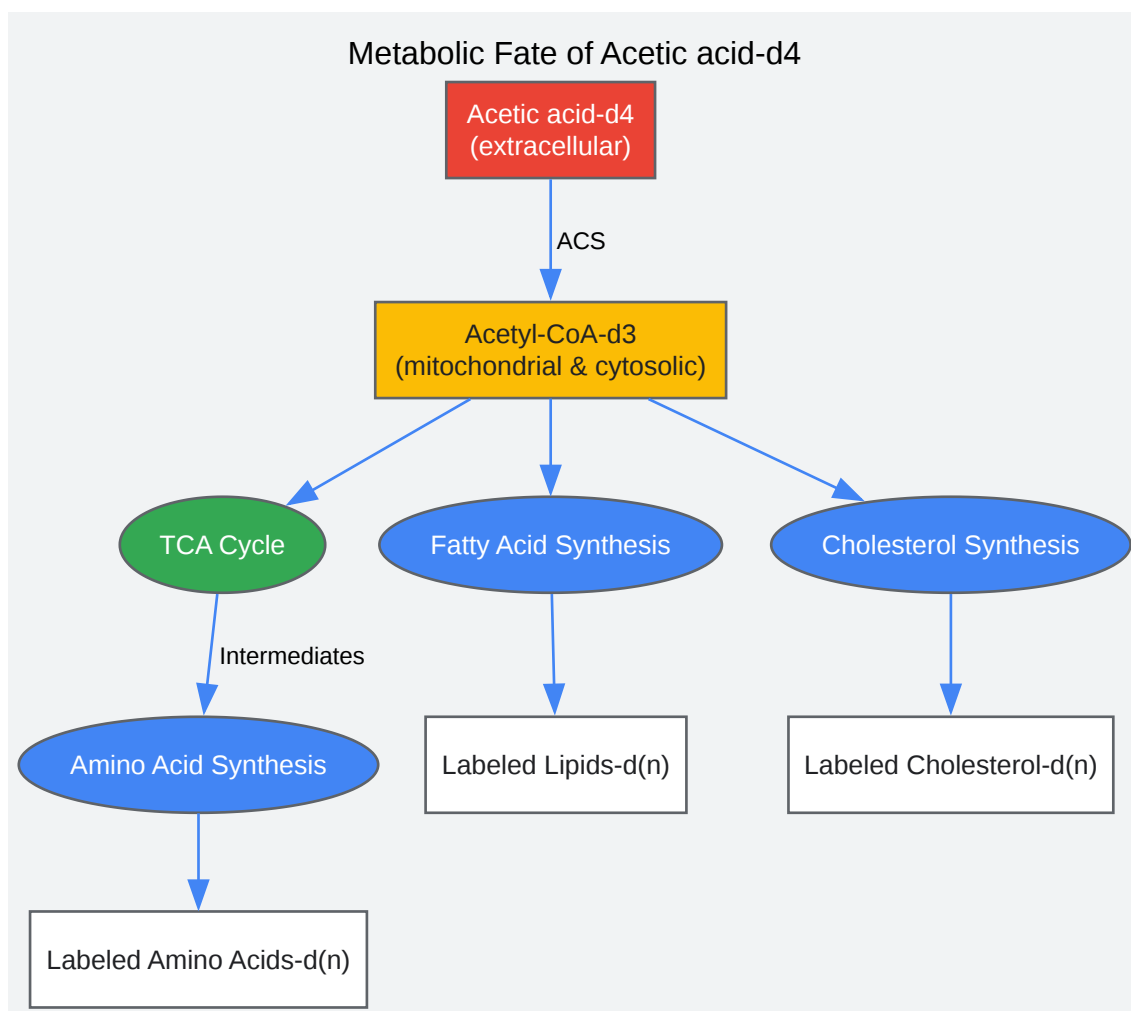 Metabolic Fate of Acetic acid-d4
Acetic acid-d4
(extracellular)
ACS
Acetyl-CoA-d3
(mitochondrial & cytosolic)
TCA Cycle
Fatty Acid Synthesis
Cholesterol Synthesis
Intermediates
Amino Acid Synthesis
Labeled Lipids-d(n)
Labeled Cholesterol-d(n)
Labeled Amino Acids-d(n)